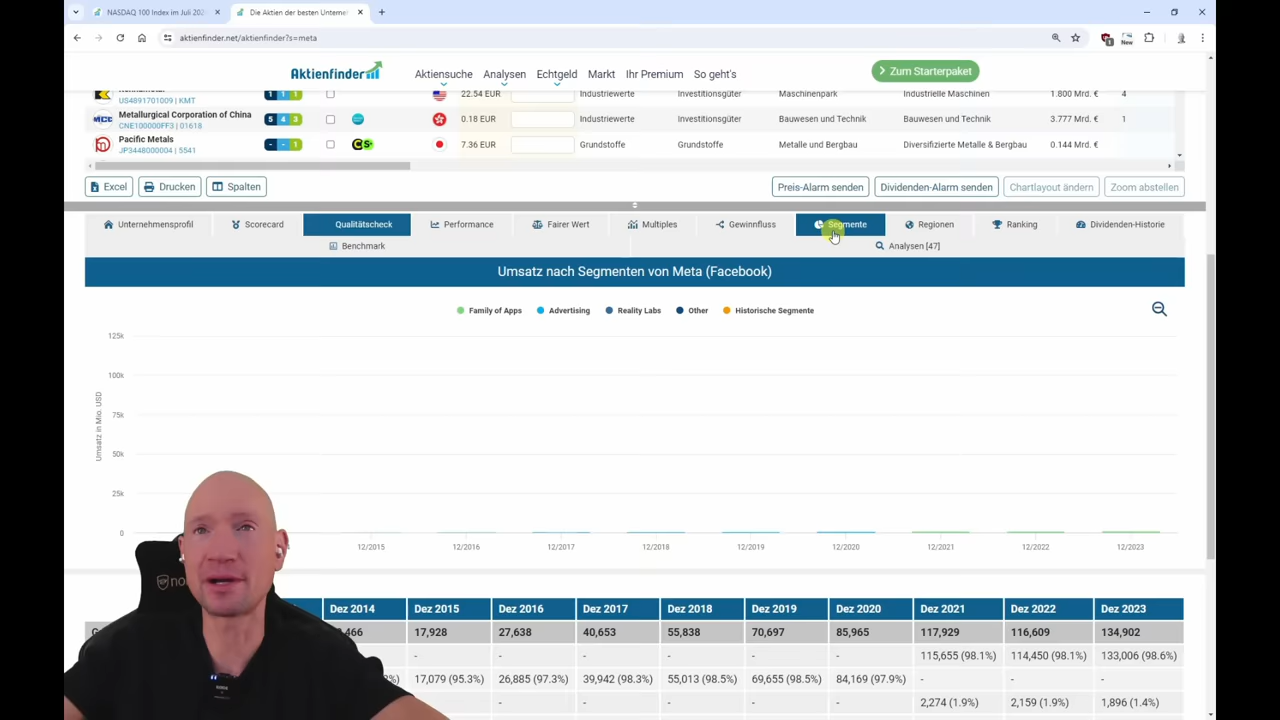 NASDAQ 100 Index im Juli 202
Die Aktien der besten Unterneh
aktienfinder.net/aktienfinder?s=meta
New
Aktienfinder
Aktiensuche Analysen Echtgeld Markt Ihr Premium So geht's
Zum Starterpaket
US4891701009 | KMT 1 1 1 22.54 EUR Industriewerte Investitionsgüter Maschinenpark Industrielle Maschinen 1.800 Mrd. € 4
Metallurgical Corporation of China
CNE100000FF3 | 01618 5 4 3 0.18 EUR Industriewerte Investitionsgüter Bauwesen und Technik Bauwesen und Technik 3.777 Mrd. € 1
Pacific Metals
JP3448000004 | 5541 - - 1 7.36 EUR Grundstoffe Grundstoffe Metalle und Bergbau Diversifizierte Metalle & Bergbau 0.144 Mrd. €
Excel Drucken Spalten Preis-Alarm senden Dividenden-Alarm senden Chartlayout ändern Zoom abstellen
Unternehmensprofil Scorecard Qualitätscheck Performance Fairer Wert Multiples Gewinnfluss Segmente Regionen Ranking Dividenden-Historie
Benchmark Analysen [47]
Umsatz nach Segmenten von Meta (Facebook)
Family of Apps Advertising Reality Labs Other Historische Segmente
Umsatz in Mio. USD
125k
100k
75k
50k
25k
0
12/2015 12/2016 12/2017 12/2018 12/2019 12/2020 12/2021 12/2022 12/2023
Dez 2014 Dez 2015 Dez 2016 Dez 2017 Dez 2018 Dez 2019 Dez 2020 Dez 2021 Dez 2022 Dez 2023
466 17,928 27,638 40,653 55,838 70,697 85,965 117,929 116,609 134,902
- - - - - - 115,655 (98.1%) 114,450 (98.1%) 133,006 (98.6%)
17,079 (95.3%) 26,885 (97.3%) 39,942 (98.3%) 55,013 (98.5%) 69,655 (98.5%) 84,169 (97.9%) - - -
- - - - - - 2,274 (1.9%) 2,159 (1.9%) 1,896 (1.4%)